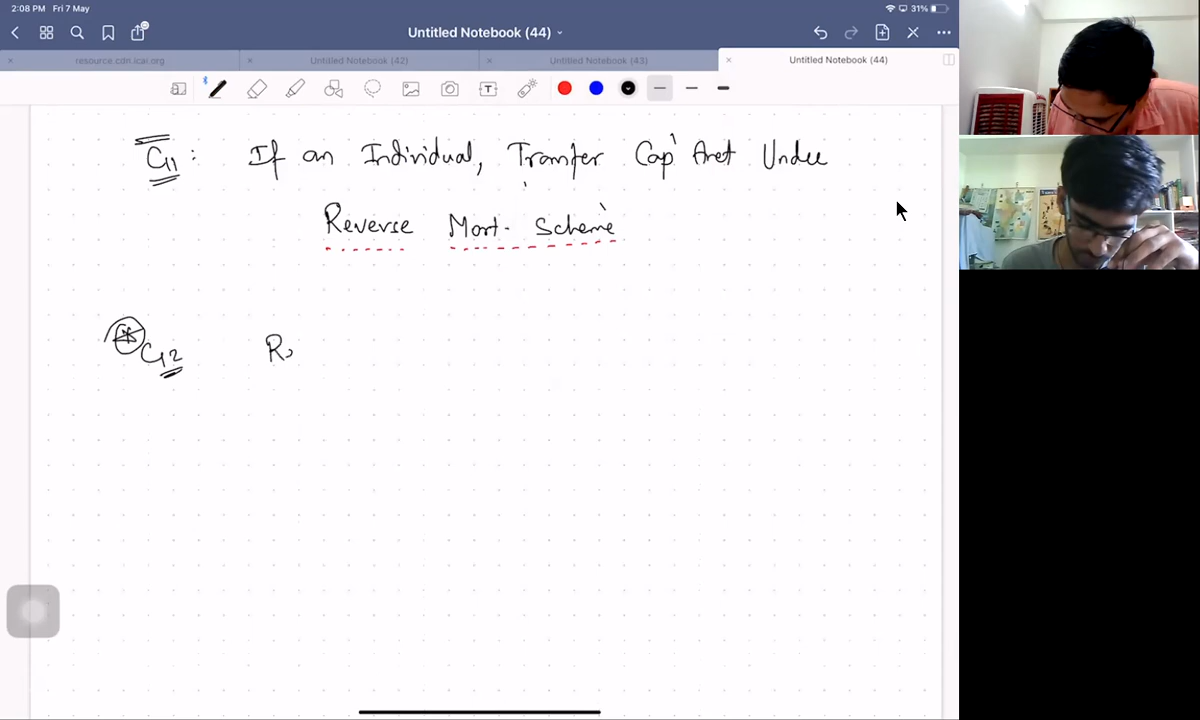 2:08 PM Fri 7 May
31%
Untitled Notebook (44)
resource.cdn.icai.org
Untitled Notebook (42)
Untitled Notebook (43)
Untitled Notebook (44)
T
C11 : If an Individual, Transfer Cap' Asset Under
Reverse Mort. Scheme
C12 R